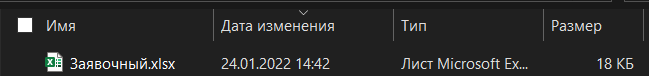 Имя Дата изменения Тип Размер
Заявочный.xlsx 24.01.2022 14:42 Лист Microsoft Ex... 18 КБ